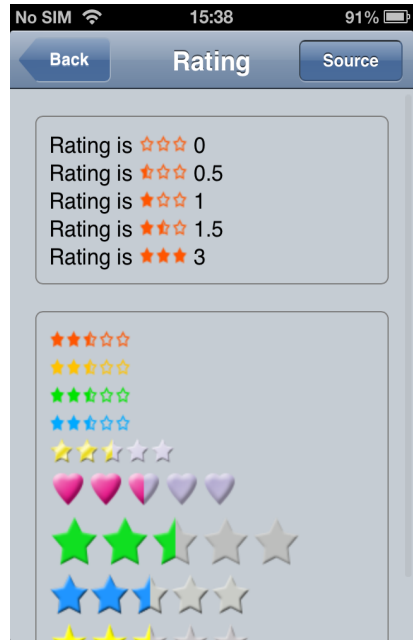 No SIM 15:38 91%
Back Rating Source
Rating is 0
Rating is 0.5
Rating is 1
Rating is 1.5
Rating is 3